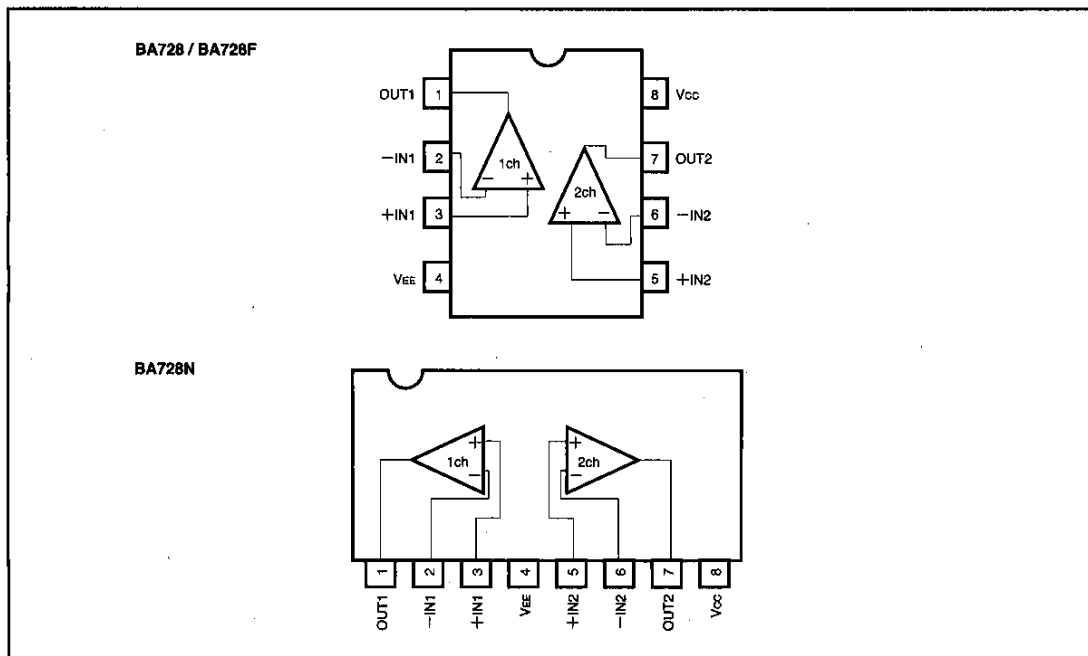 BA728 / BA728F
OUT1 1 8 Vcc
−IN1 2 7 OUT2
1ch
− +
2ch
+ −
+IN1 3 6 −IN2
VEE 4 5 +IN2
BA728N
1ch
+
−
2ch
+
−
1 2 3 4 5 6 7 8
OUT1 −IN1 +IN1 VEE +IN2 −IN2 OUT2 Vcc